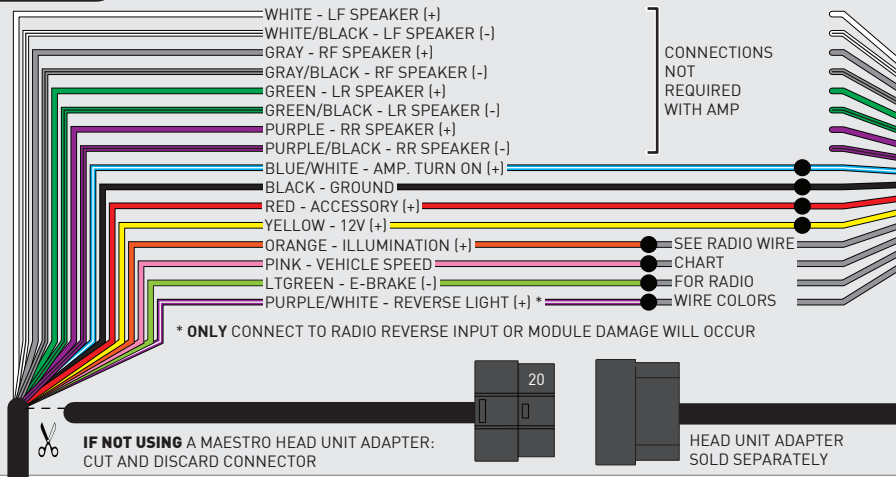 WHITE - LF SPEAKER (+)
WHITE/BLACK - LF SPEAKER (-)
GRAY - RF SPEAKER (+)
GRAY/BLACK - RF SPEAKER (-)
GREEN - LR SPEAKER (+)
GREEN/BLACK - LR SPEAKER (-)
PURPLE - RR SPEAKER (+)
PURPLE/BLACK - RR SPEAKER (-)
CONNECTIONS
NOT
REQUIRED
WITH AMP
BLUE/WHITE - AMP. TURN ON (+)
BLACK - GROUND
RED - ACCESSORY (+)
YELLOW - 12V (+)
ORANGE - ILLUMINATION (+)
PINK - VEHICLE SPEED
LTGREEN - E-BRAKE (-)
PURPLE/WHITE - REVERSE LIGHT (+) *
SEE RADIO WIRE
CHART
FOR RADIO
WIRE COLORS
* ONLY CONNECT TO RADIO REVERSE INPUT OR MODULE DAMAGE WILL OCCUR
20
IF NOT USING A MAESTRO HEAD UNIT ADAPTER:
CUT AND DISCARD CONNECTOR
HEAD UNIT ADAPTER
SOLD SEPARATELY